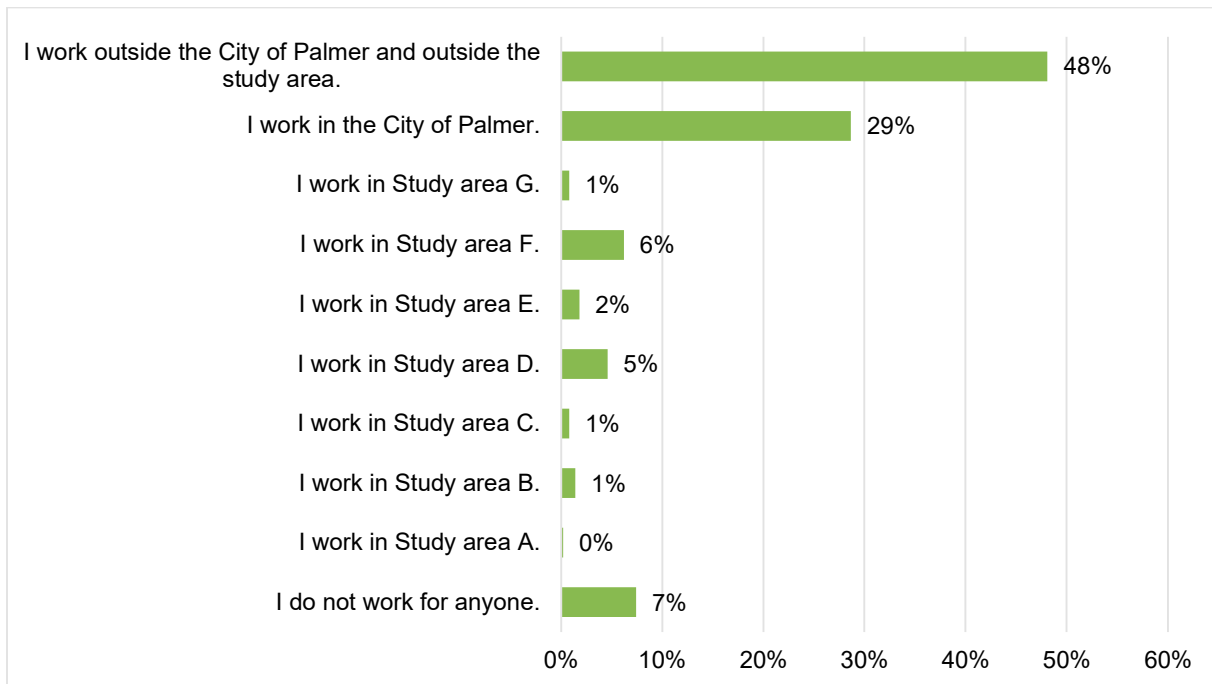 I work outside the City of Palmer and outside the
study area.
48%
I work in the City of Palmer.
29%
I work in Study area G.
1%
I work in Study area F.
6%
I work in Study area E.
2%
I work in Study area D.
5%
I work in Study area C.
1%
I work in Study area B.
1%
I work in Study area A.
0%
I do not work for anyone.
7%
0% 10% 20% 30% 40% 50% 60%